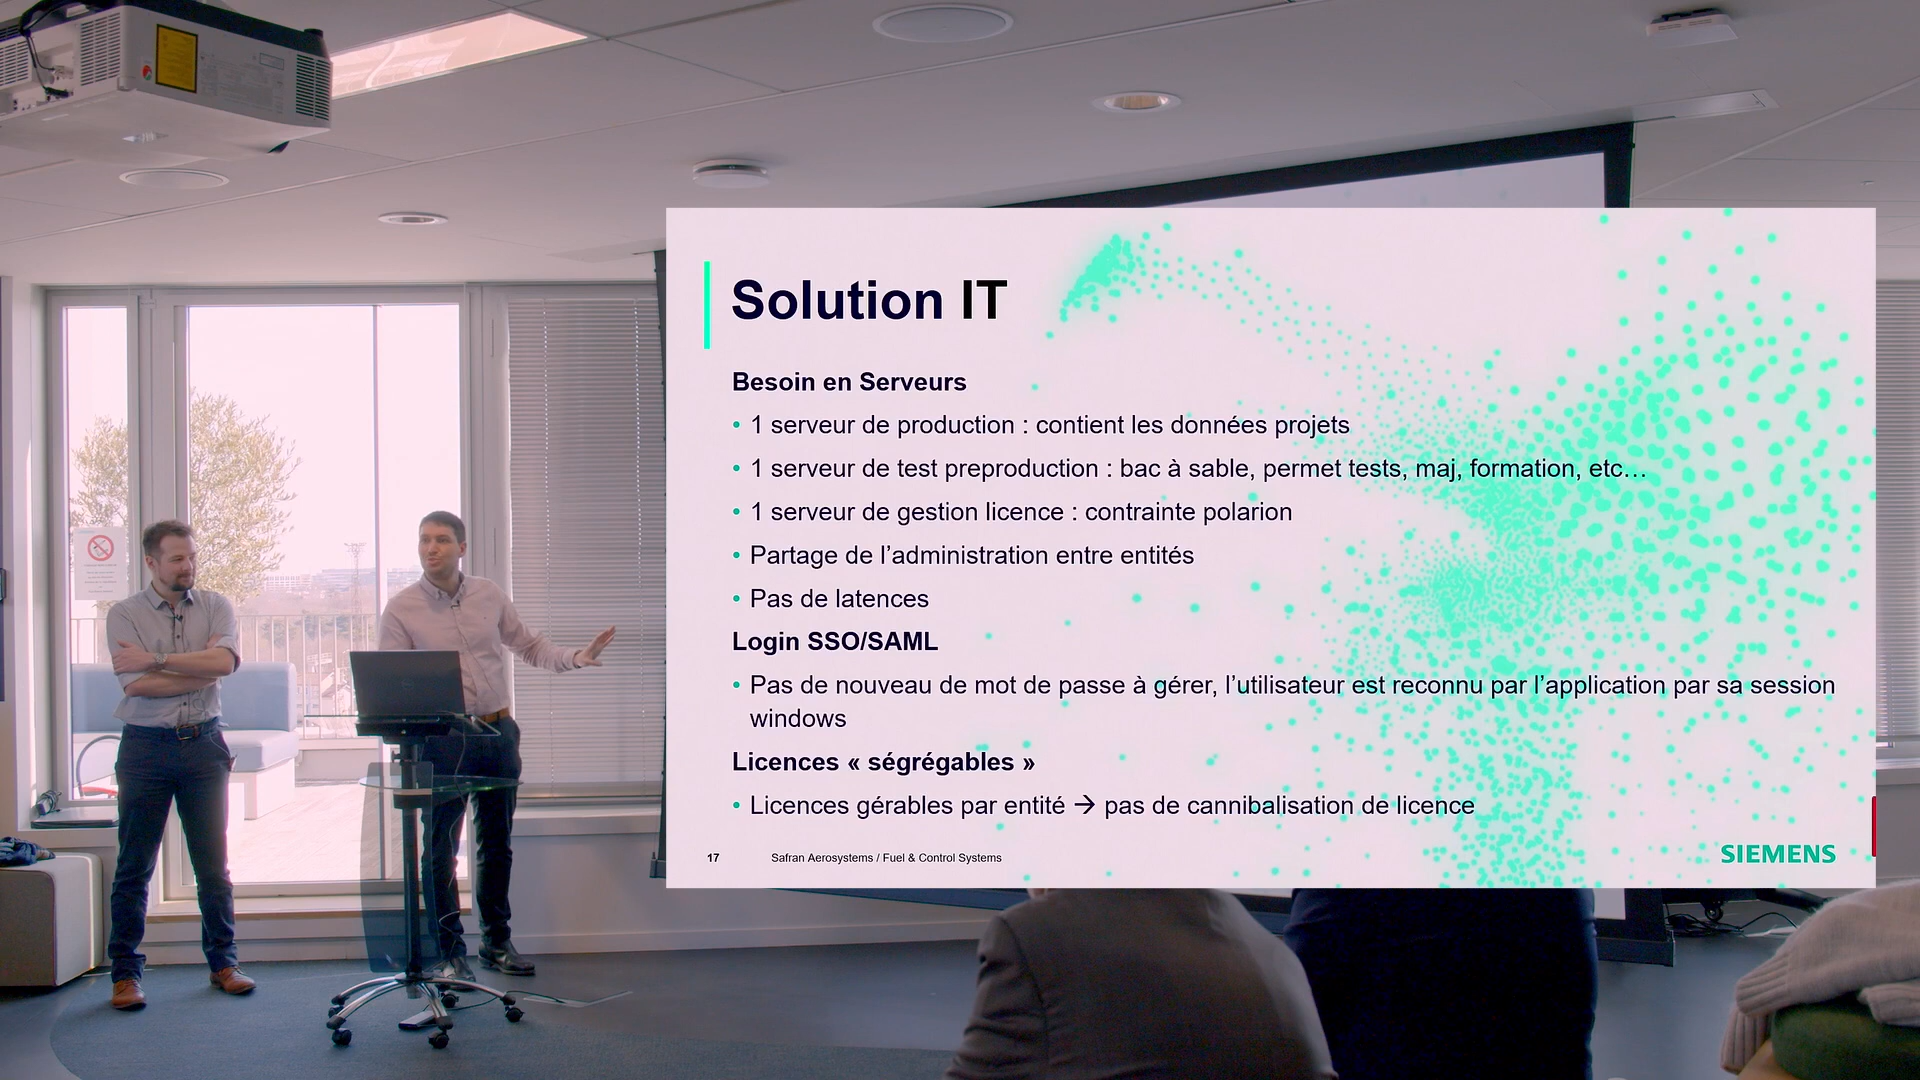 Solution IT
Besoin en Serveurs
• 1 serveur de production : contient les données projets
• 1 serveur de test preproduction : bac à sable, permet tests, maj, formation, etc…
• 1 serveur de gestion licence : contrainte polarion
• Partage de l’administration entre entités
• Pas de latences
Login SSO/SAML
• Pas de nouveau de mot de passe à gérer, l’utilisateur est reconnu par l’application par sa session
windows
Licences « ségrégables »
• Licences gérables par entité → pas de cannibalisation de licence
17
Safran Aerosystems / Fuel & Control Systems
SIEMENS